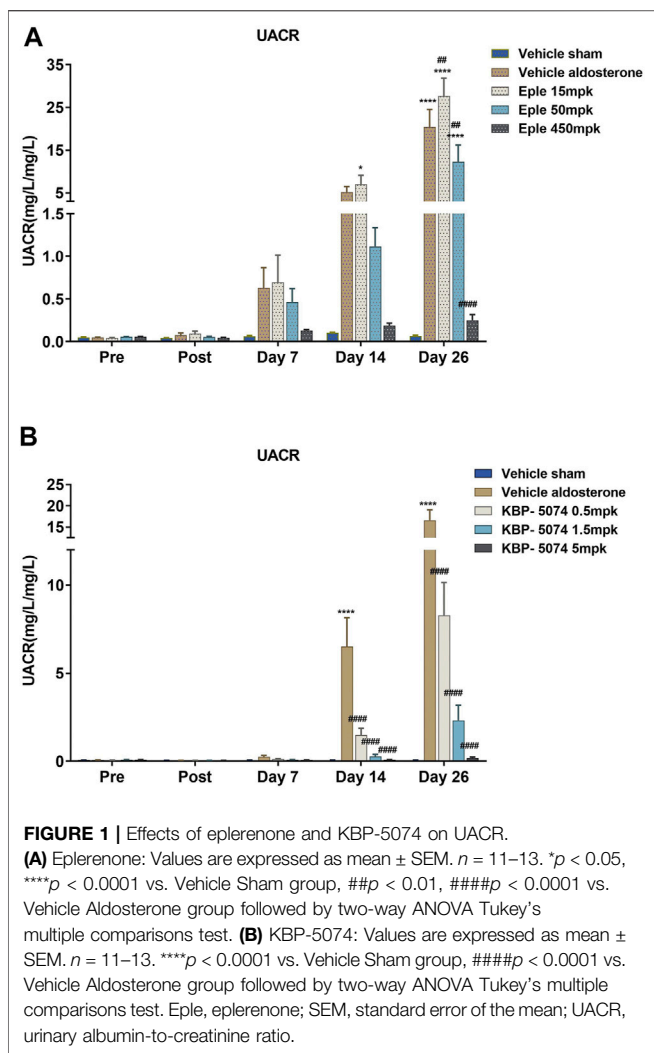 A
UACR
Vehicle sham
Vehicle aldosterone
Eple 15mpk
Eple 50mpk
Eple 450mpk
UACR(mg/L/mg/L)
35
25
15
5
1.5
1.0
0.5
0.0
*
****
##
****
##
****
####
Pre Post Day 7 Day 14 Day 26
B
UACR
Vehicle sham
Vehicle aldosterone
KBP- 5074 0.5mpk
KBP- 5074 1.5mpk
KBP- 5074 5mpk
UACR(mg/L/mg/L)
25
20
15
10
5
0
****
####
####
####
****
####
####
####
Pre Post Day 7 Day 14 Day 26
FIGURE 1 | Effects of eplerenone and KBP-5074 on UACR.
(A) Eplerenone: Values are expressed as mean ± SEM. n = 11–13. *p < 0.05,
****p < 0.0001 vs. Vehicle Sham group, ##p < 0.01, ####p < 0.0001 vs.
Vehicle Aldosterone group followed by two-way ANOVA Tukey's
multiple comparisons test. (B) KBP-5074: Values are expressed as mean ±
SEM. n = 11–13. ****p < 0.0001 vs. Vehicle Sham group, ####p < 0.0001 vs.
Vehicle Aldosterone group followed by two-way ANOVA Tukey's multiple
comparisons test. Eple, eplerenone; SEM, standard error of the mean; UACR,
urinary albumin-to-creatinine ratio.